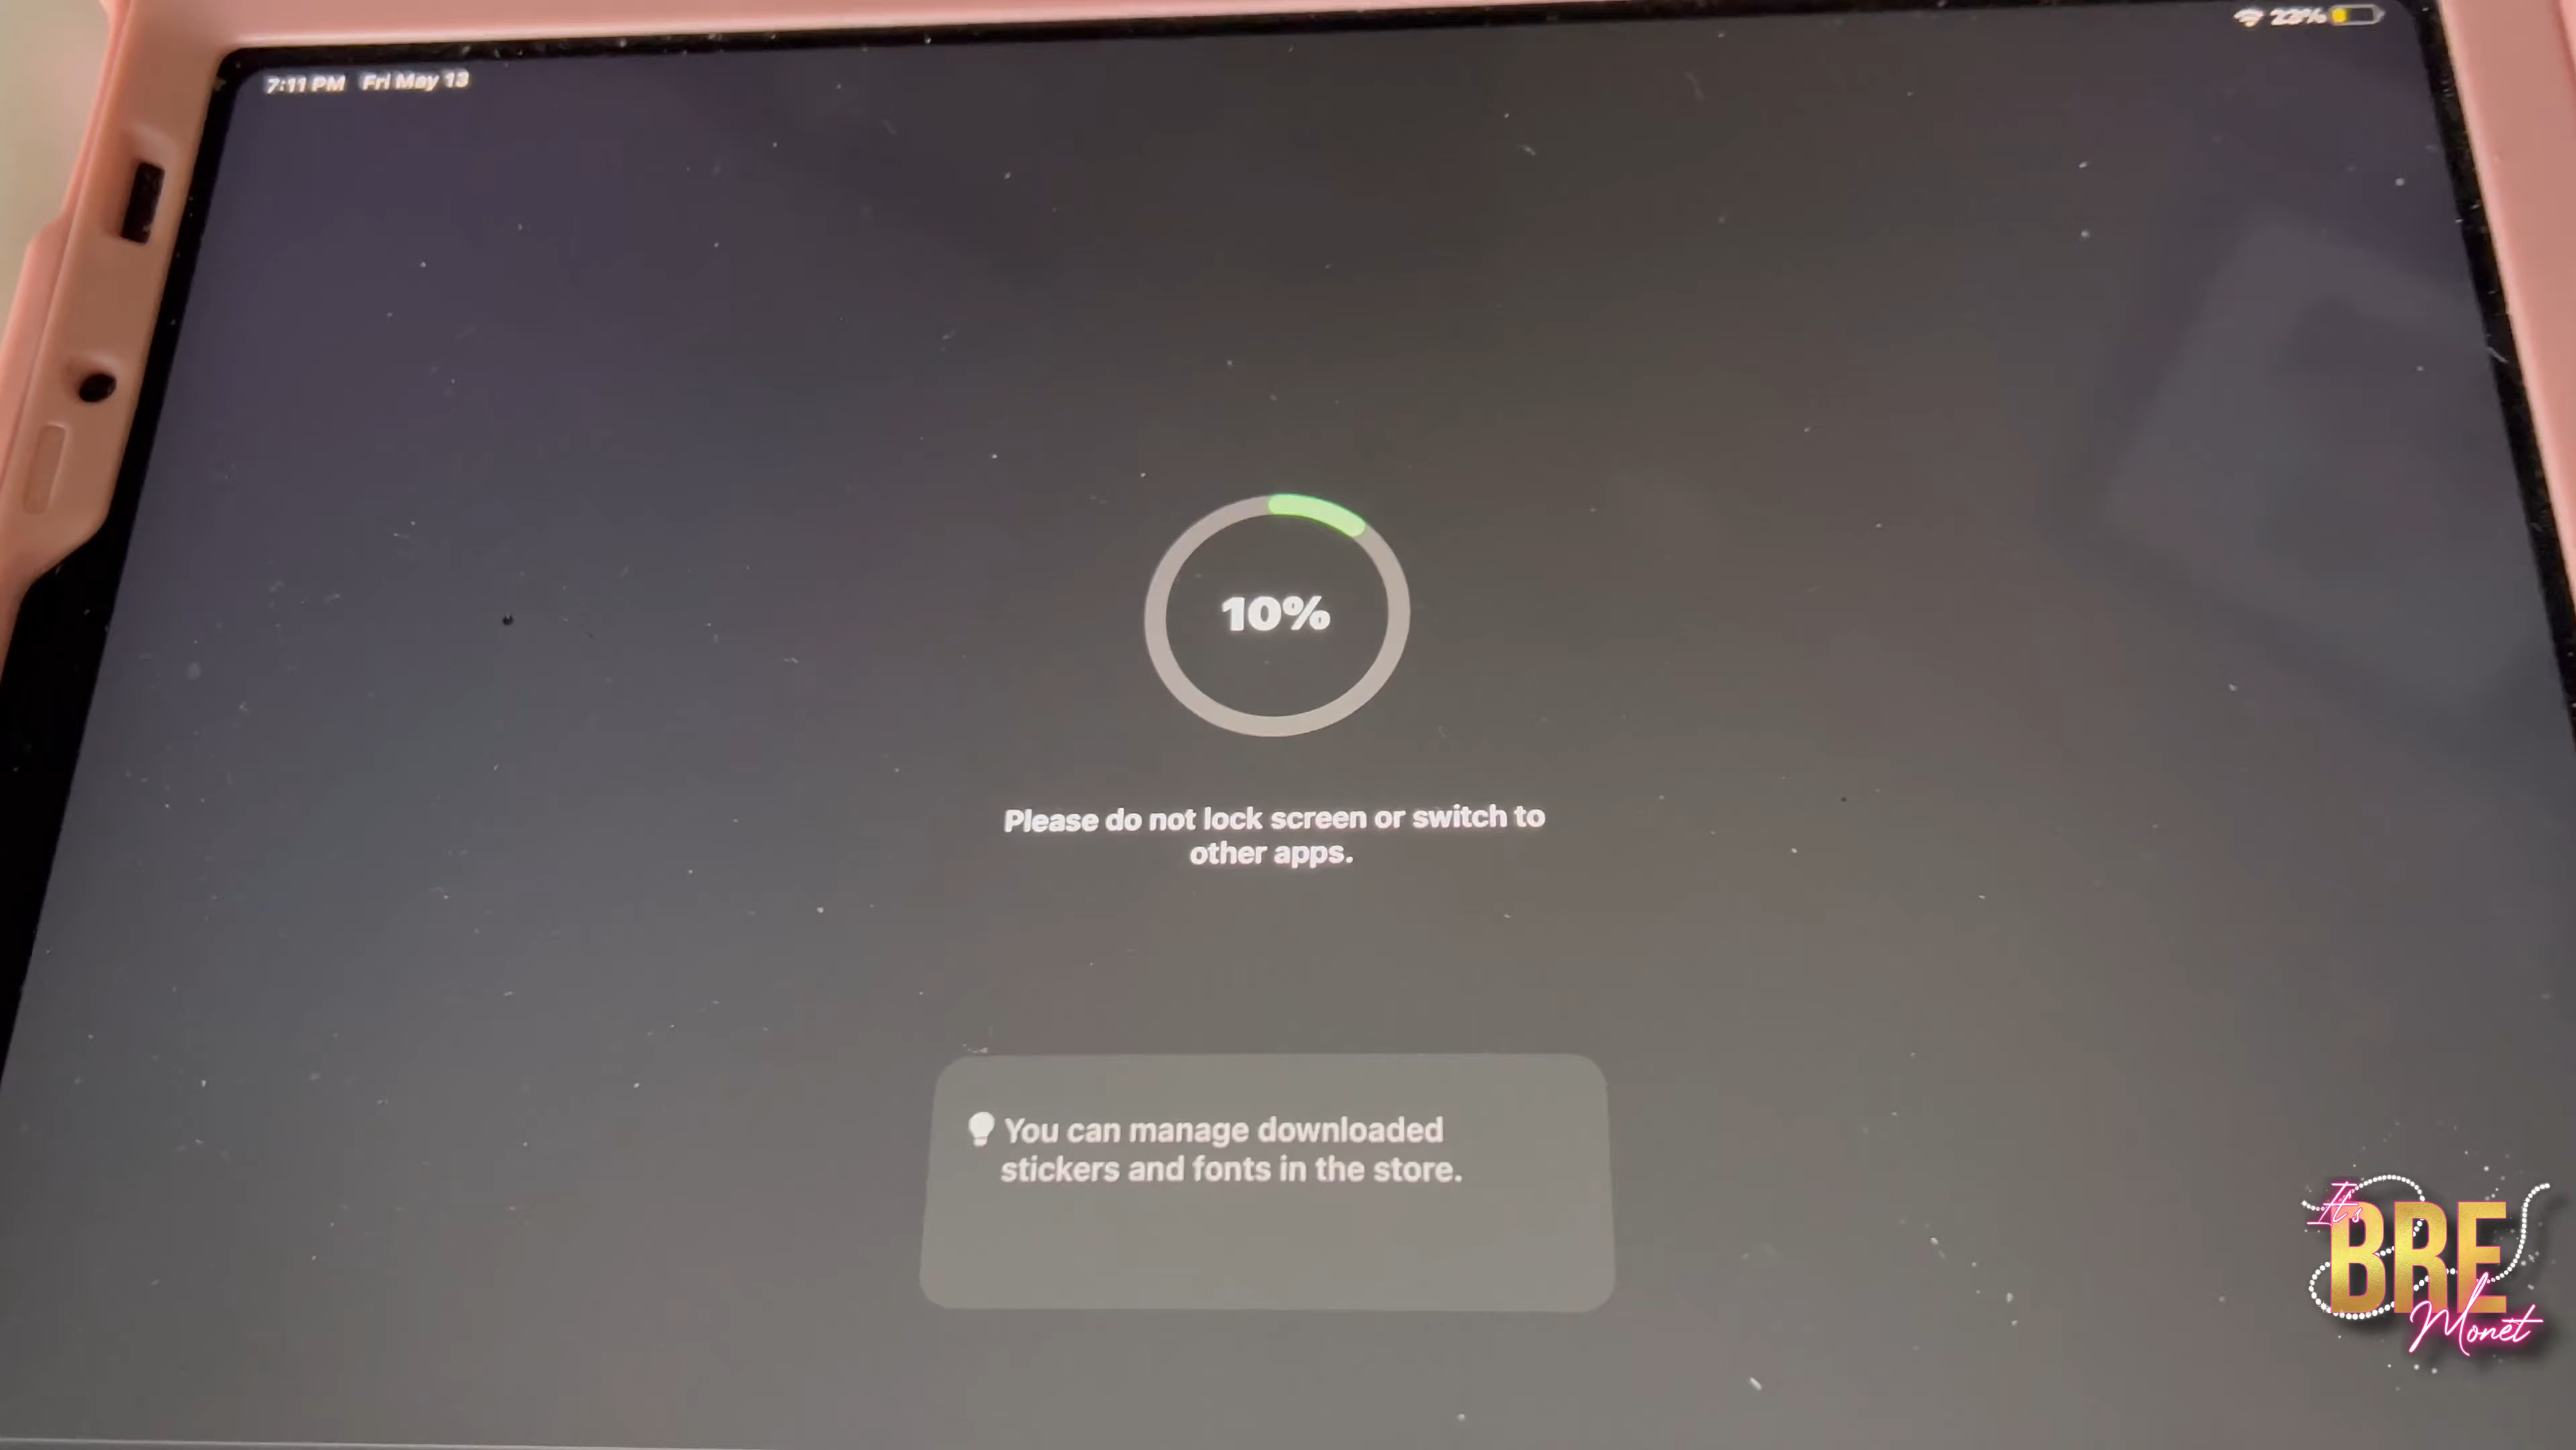 7:11 PM Fri May 13
23%
10%
Please do not lock screen or switch to
other apps.
You can manage downloaded
stickers and fonts in the store.
It's
BRE
Monet